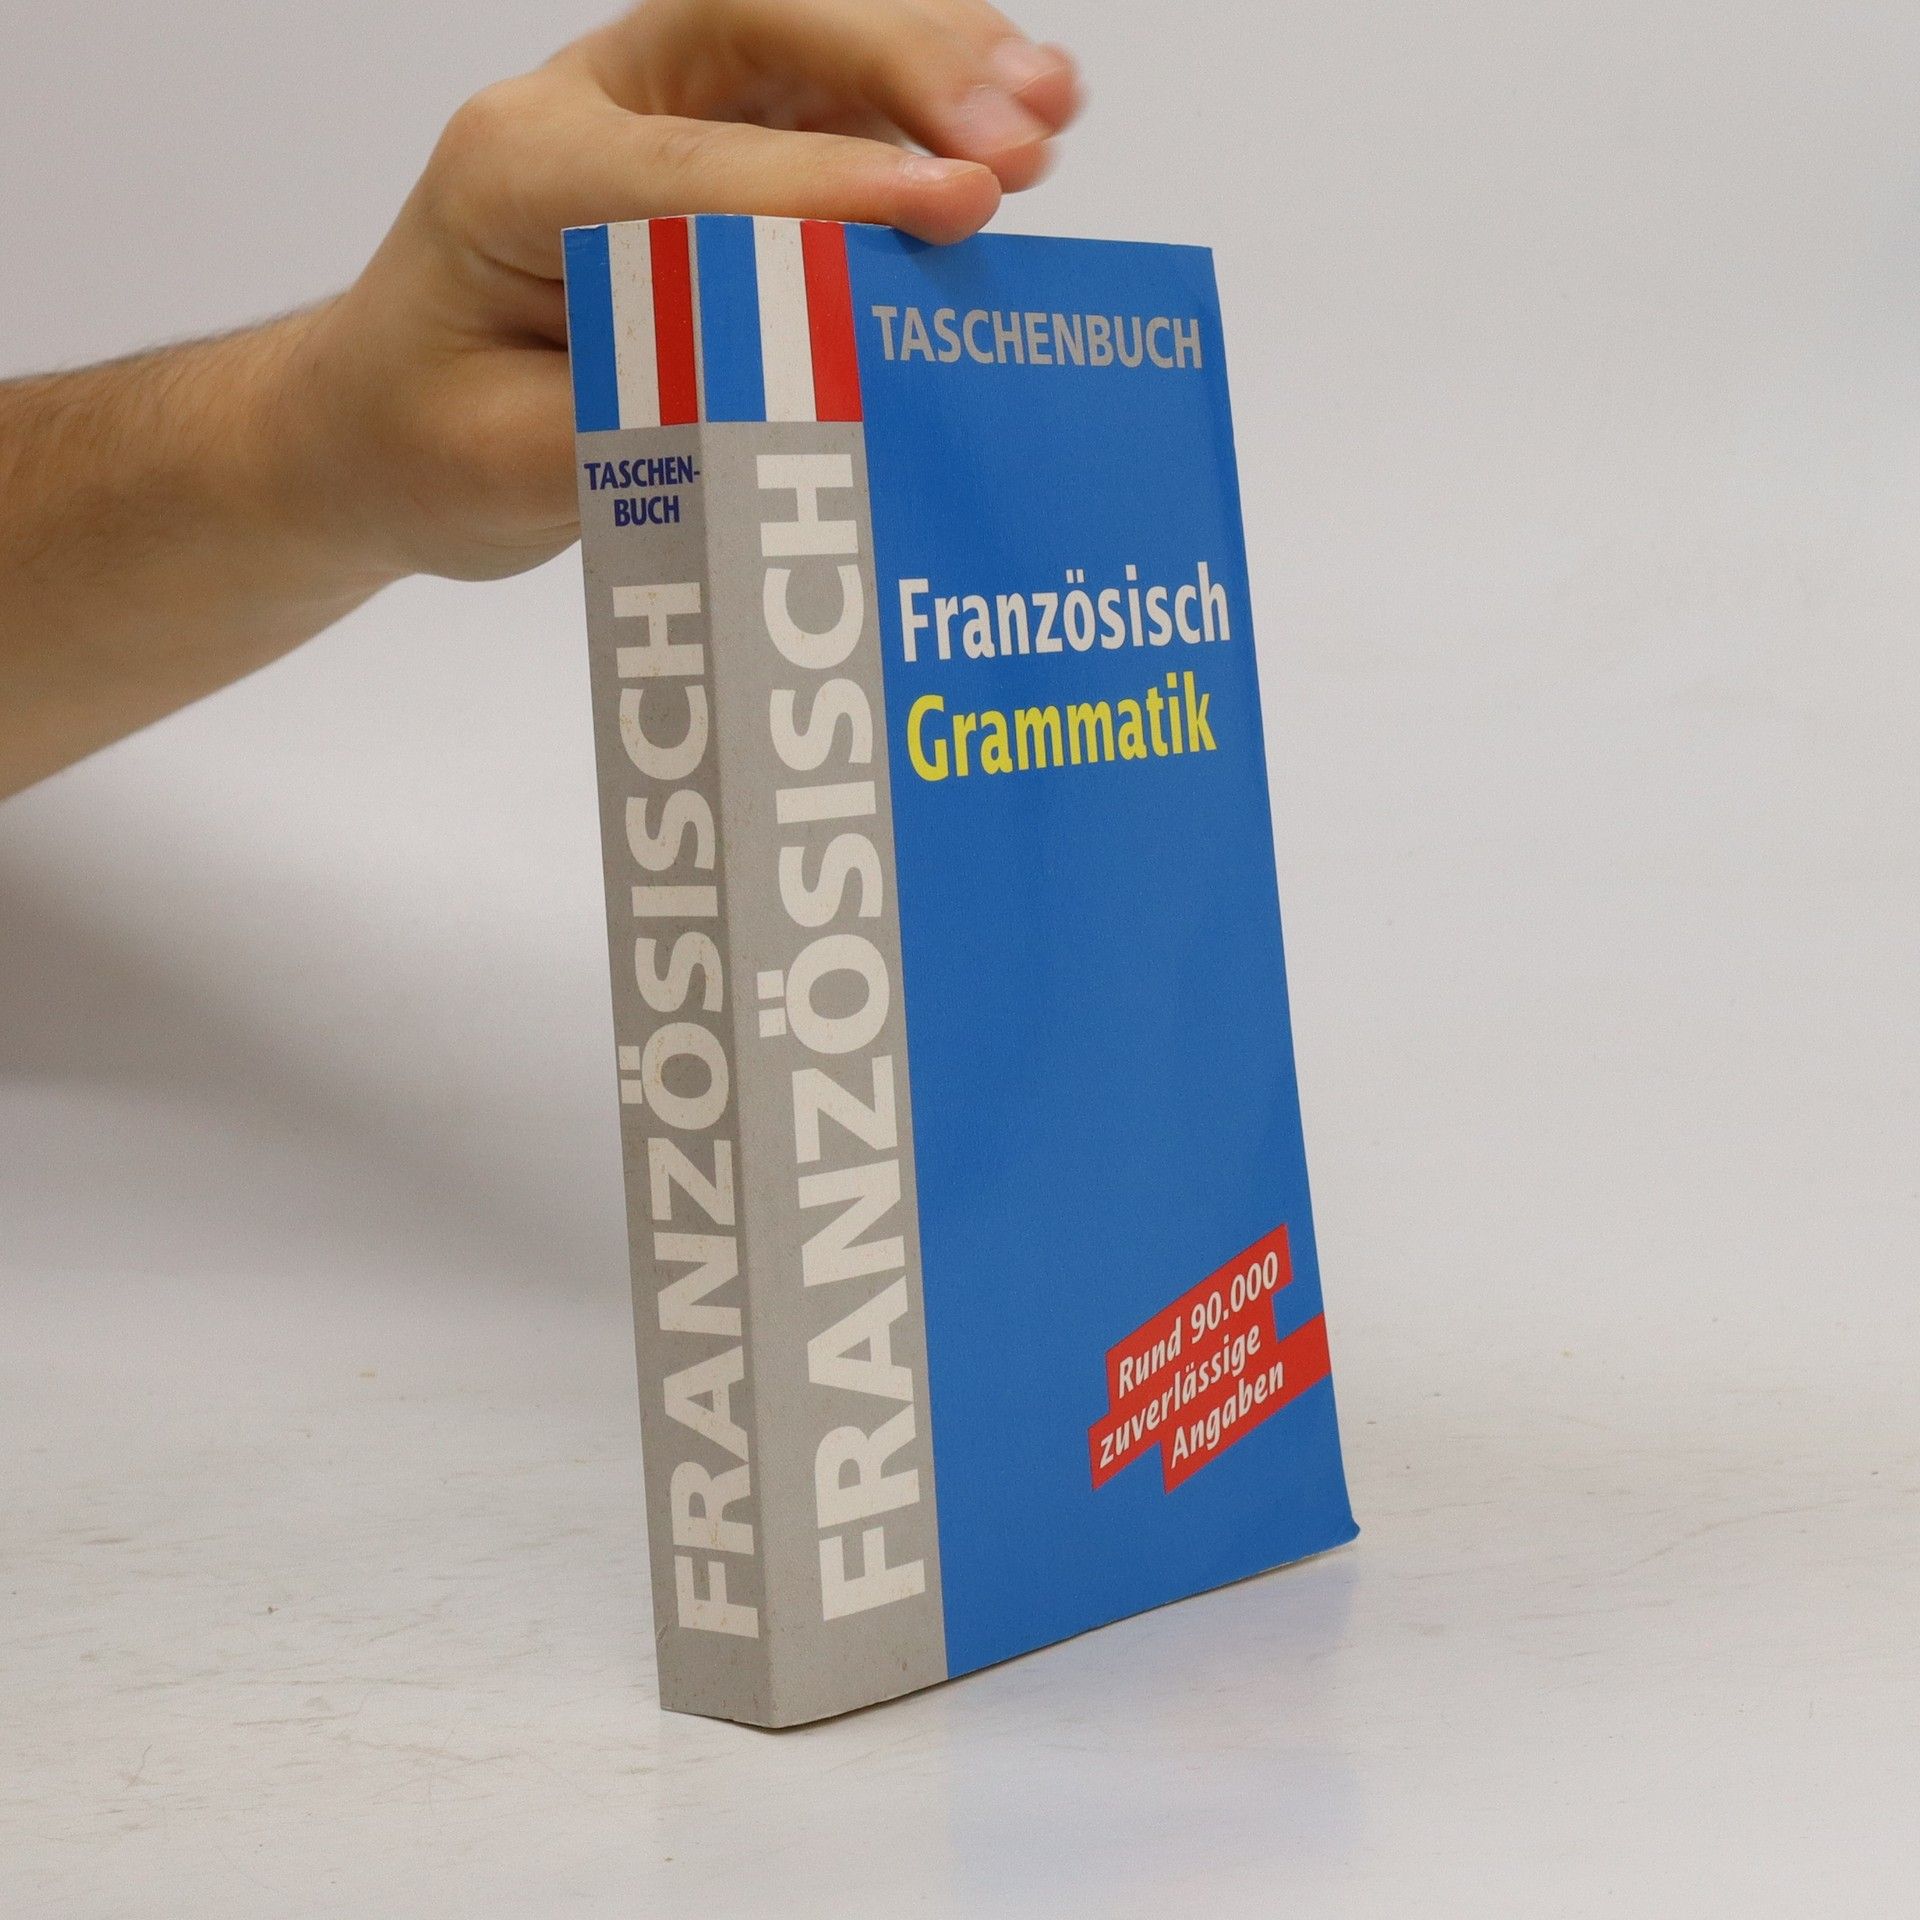 TASCHEN-
BUCH
FRANZÖSISCH
FRANZÖSISCH
TASCHENBUCH
Französisch
Grammatik
Rund 90.000
zuverlässige
Angaben